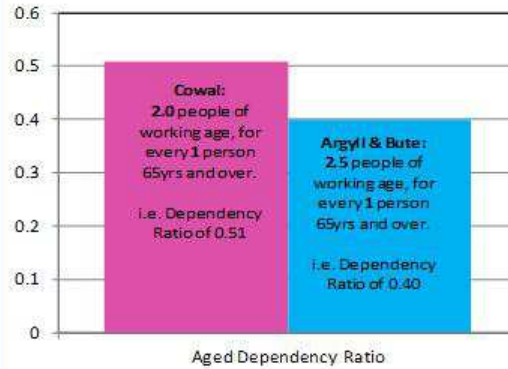 0.6
0.5
0.4
0.3
0.2
0.1
0
Cowal:
2.0 people of
working age, for
every 1 person
65yrs and over.
i.e. Dependency
Ratio of 0.51
Argyll & Bute:
2.5 people of
working age, for
every 1 person
65yrs and over.
i.e. Dependency
Ratio of 0.40
Aged Dependency Ratio